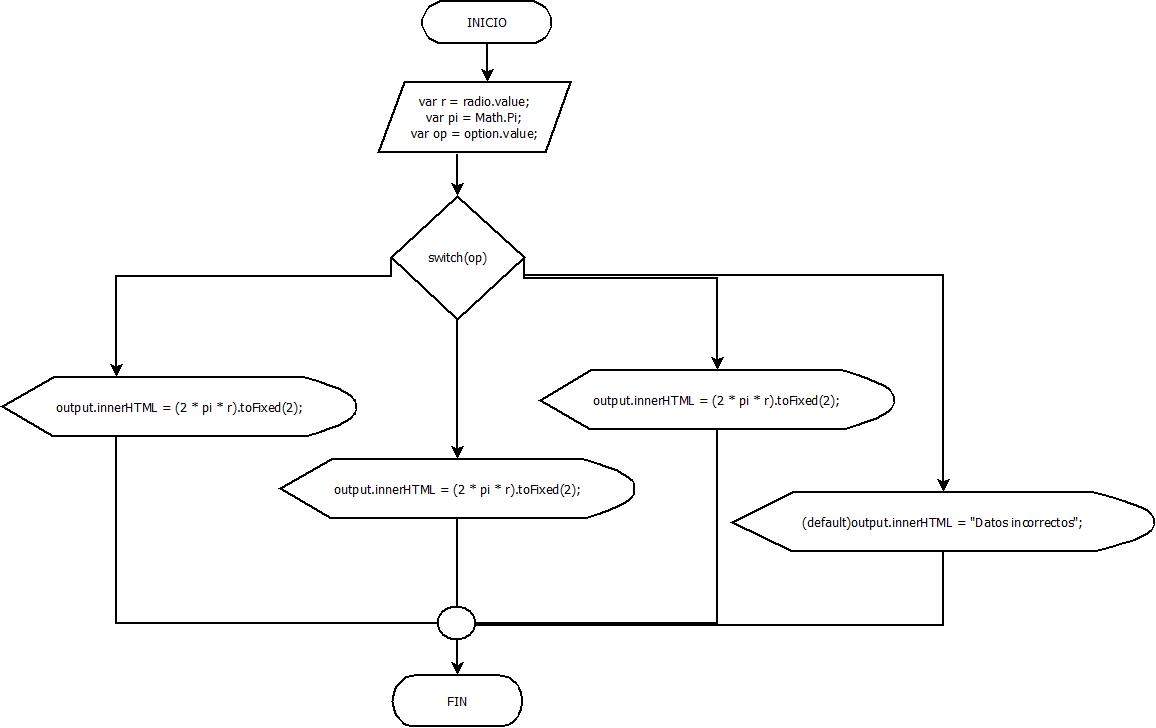 INICIO
var r = radio.value;
var pi = Math.Pi;
var op = option.value;
switch(op)
output.innerHTML = (2 * pi * r).toFixed(2);
output.innerHTML = (2 * pi * r).toFixed(2);
output.innerHTML = (2 * pi * r).toFixed(2);
(default)output.innerHTML = "Datos incorrectos";
FIN